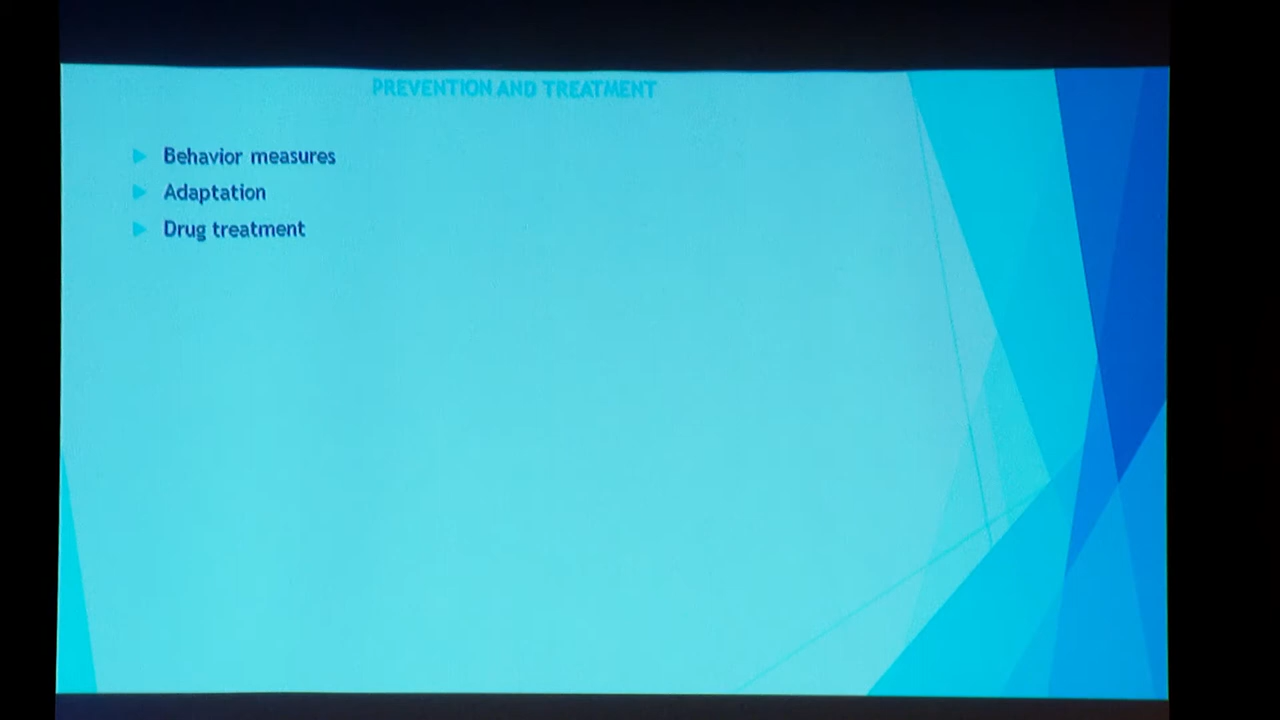 PREVENTION AND TREATMENT
Behavior measures
Adaptation
Drug treatment